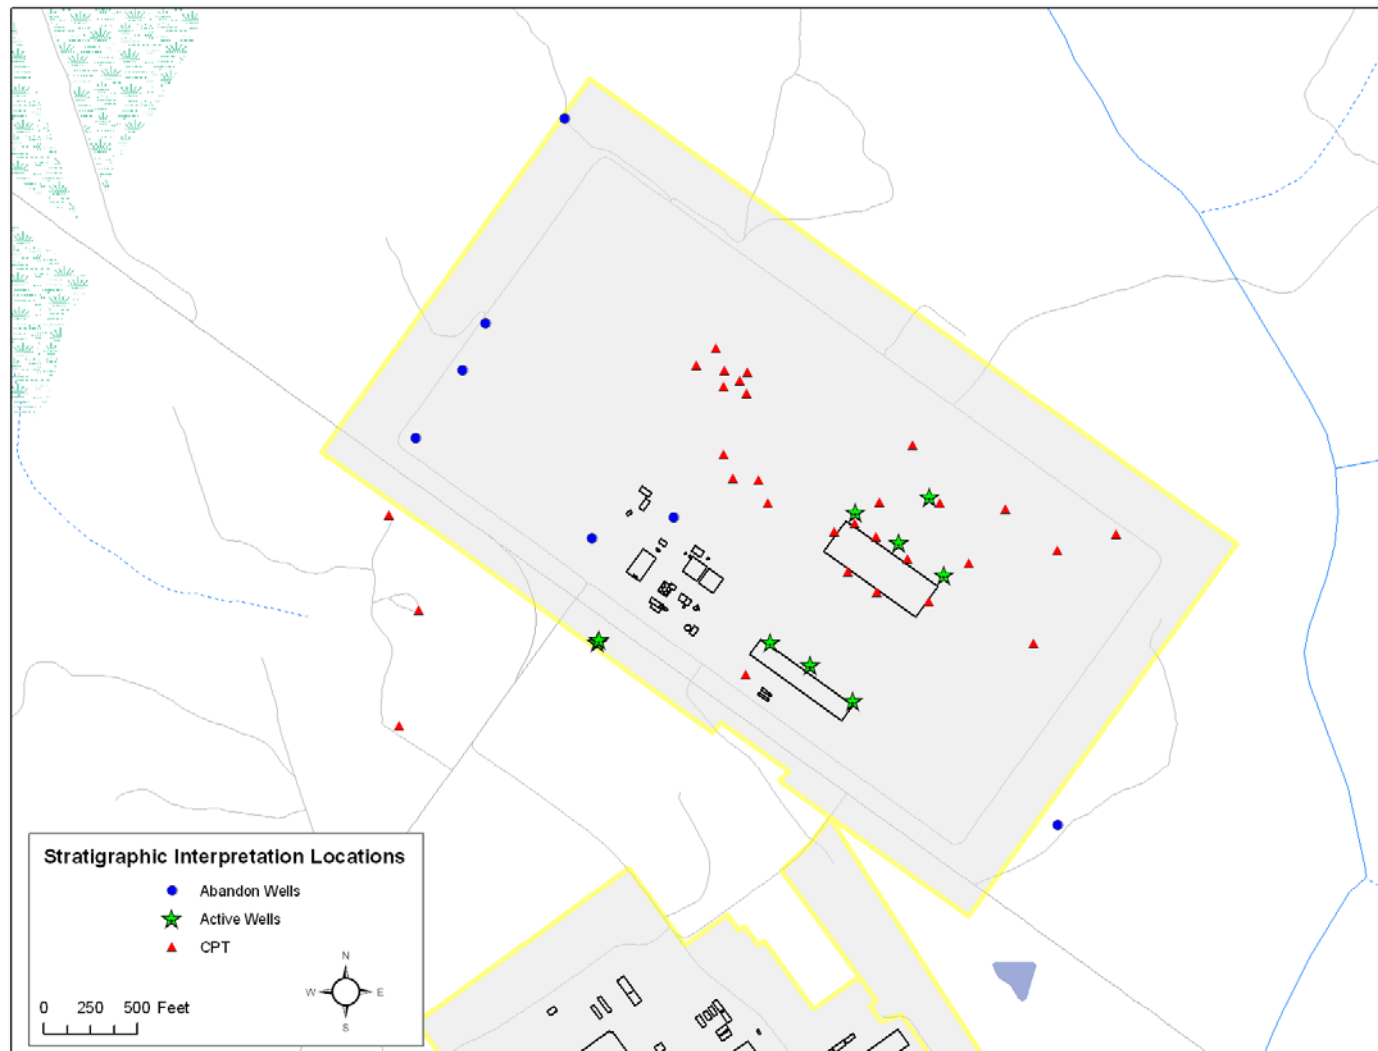 Stratigraphic Interpretation Locations
Abandon Wells
Active Wells
CPT
N
W E
S
0 250 500 Feet